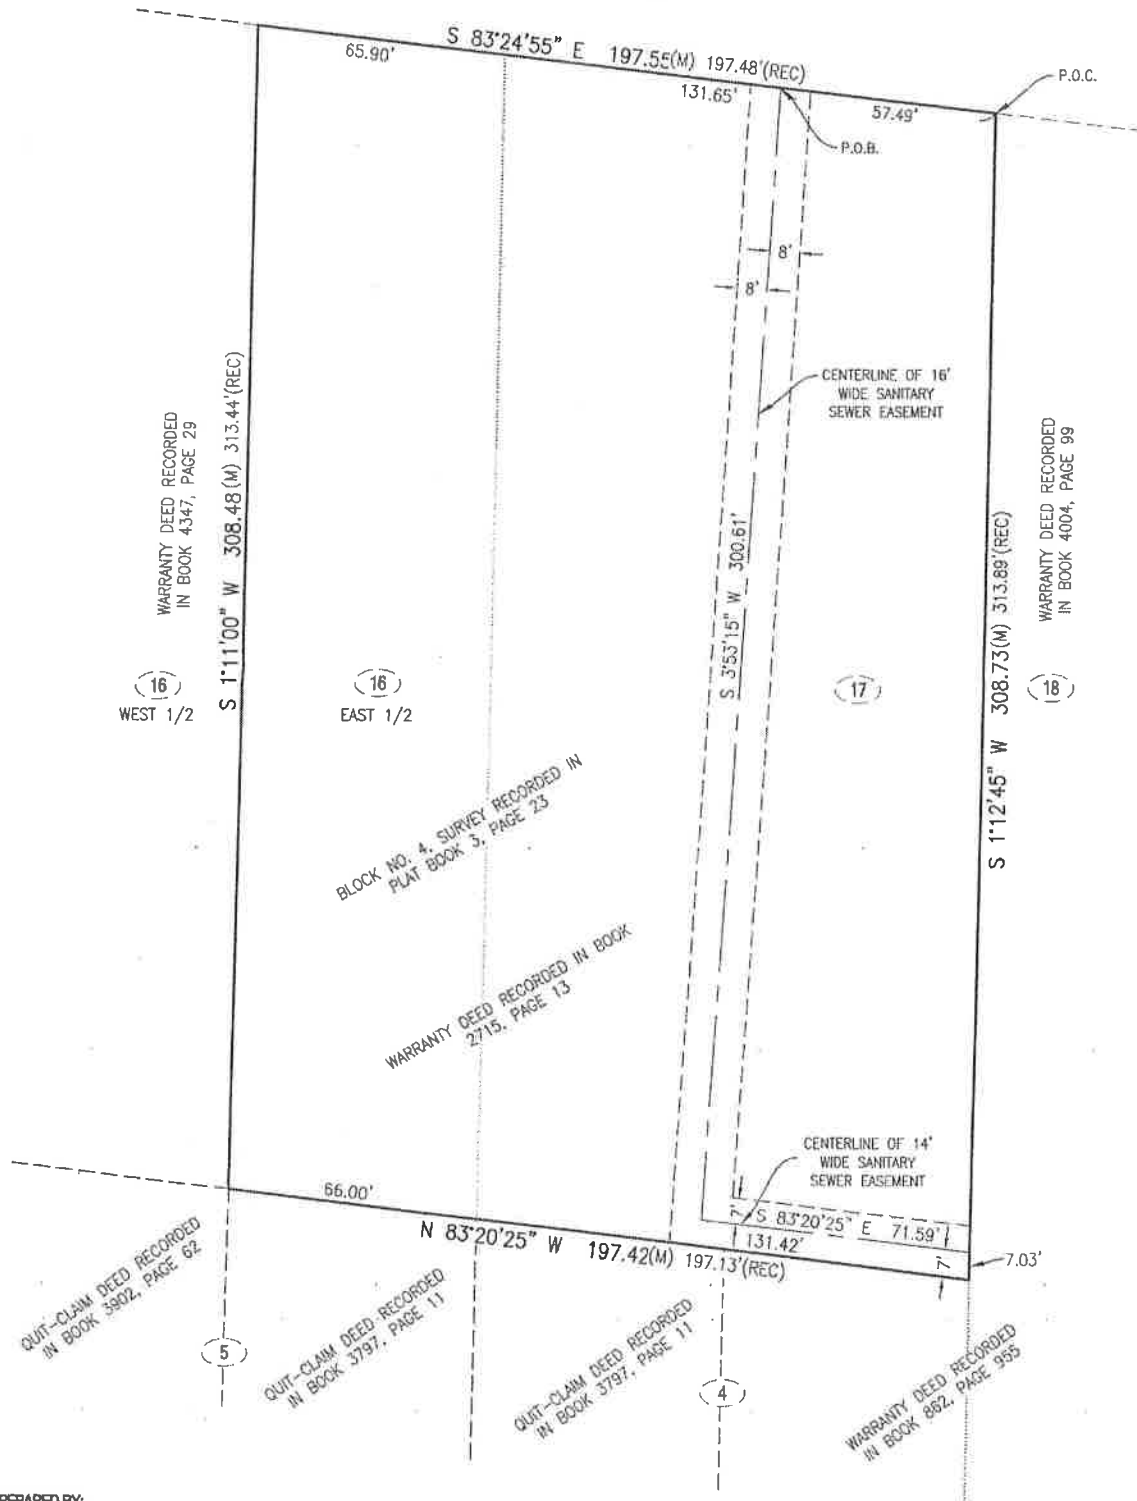 S 83°24'55" E 197.55(M) 197.48'(REC)
65.90'
131.65'
57.49'
P.O.C.
P.O.B.
8'
8'
CENTERLINE OF 16'
WIDE SANITARY
SEWER EASEMENT
WARRANTY DEED RECORDED
IN BOOK 4347, PAGE 29
S 1°11'00" W 308.48(M) 313.44'(REC)
S 3°53'15" W 300.61'
S 1°12'45" W 308.73(M) 313.89'(REC)
WARRANTY DEED RECORDED
IN BOOK 4004, PAGE 99
16
WEST 1/2
16
EAST 1/2
17
18
BLOCK NO. 4, SURVEY RECORDED IN
PLAT BOOK 3, PAGE 23
WARRANTY DEED RECORDED IN BOOK
2715, PAGE 13
CENTERLINE OF 14'
WIDE SANITARY
SEWER EASEMENT
7'
S 83°20'25" E 71.59'
66.00'
131.42'
7'
7.03'
N 83°20'25" W 197.42(M) 197.13'(REC)
QUIT-CLAIM DEED RECORDED
IN BOOK 3902, PAGE 62
5
QUIT-CLAIM DEED RECORDED
IN BOOK 3797, PAGE 11
QUIT-CLAIM DEED RECORDED
IN BOOK 3797, PAGE 11
4
WARRANTY DEED RECORDED
IN BOOK 862, PAGE 955